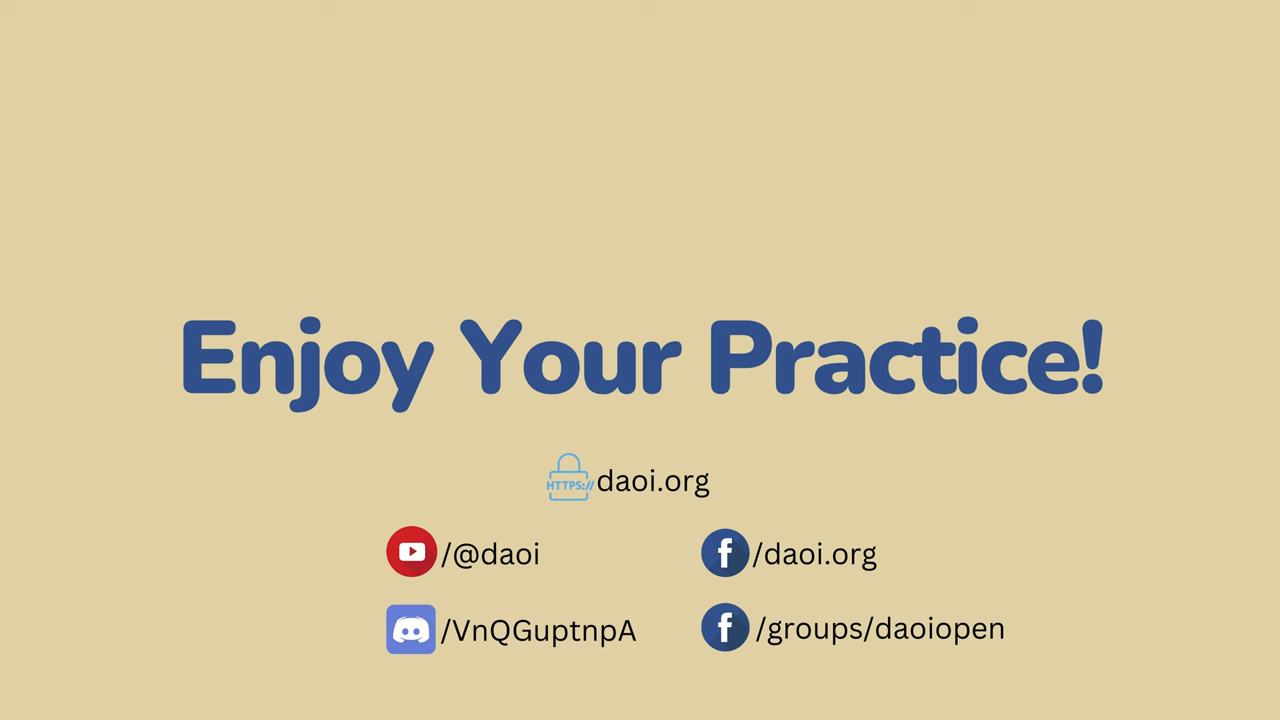 Enjoy Your Practice!
HTTPS://daoi.org
/@daoi
/daoi.org
/VnQGuptnpA
/groups/daoiopen